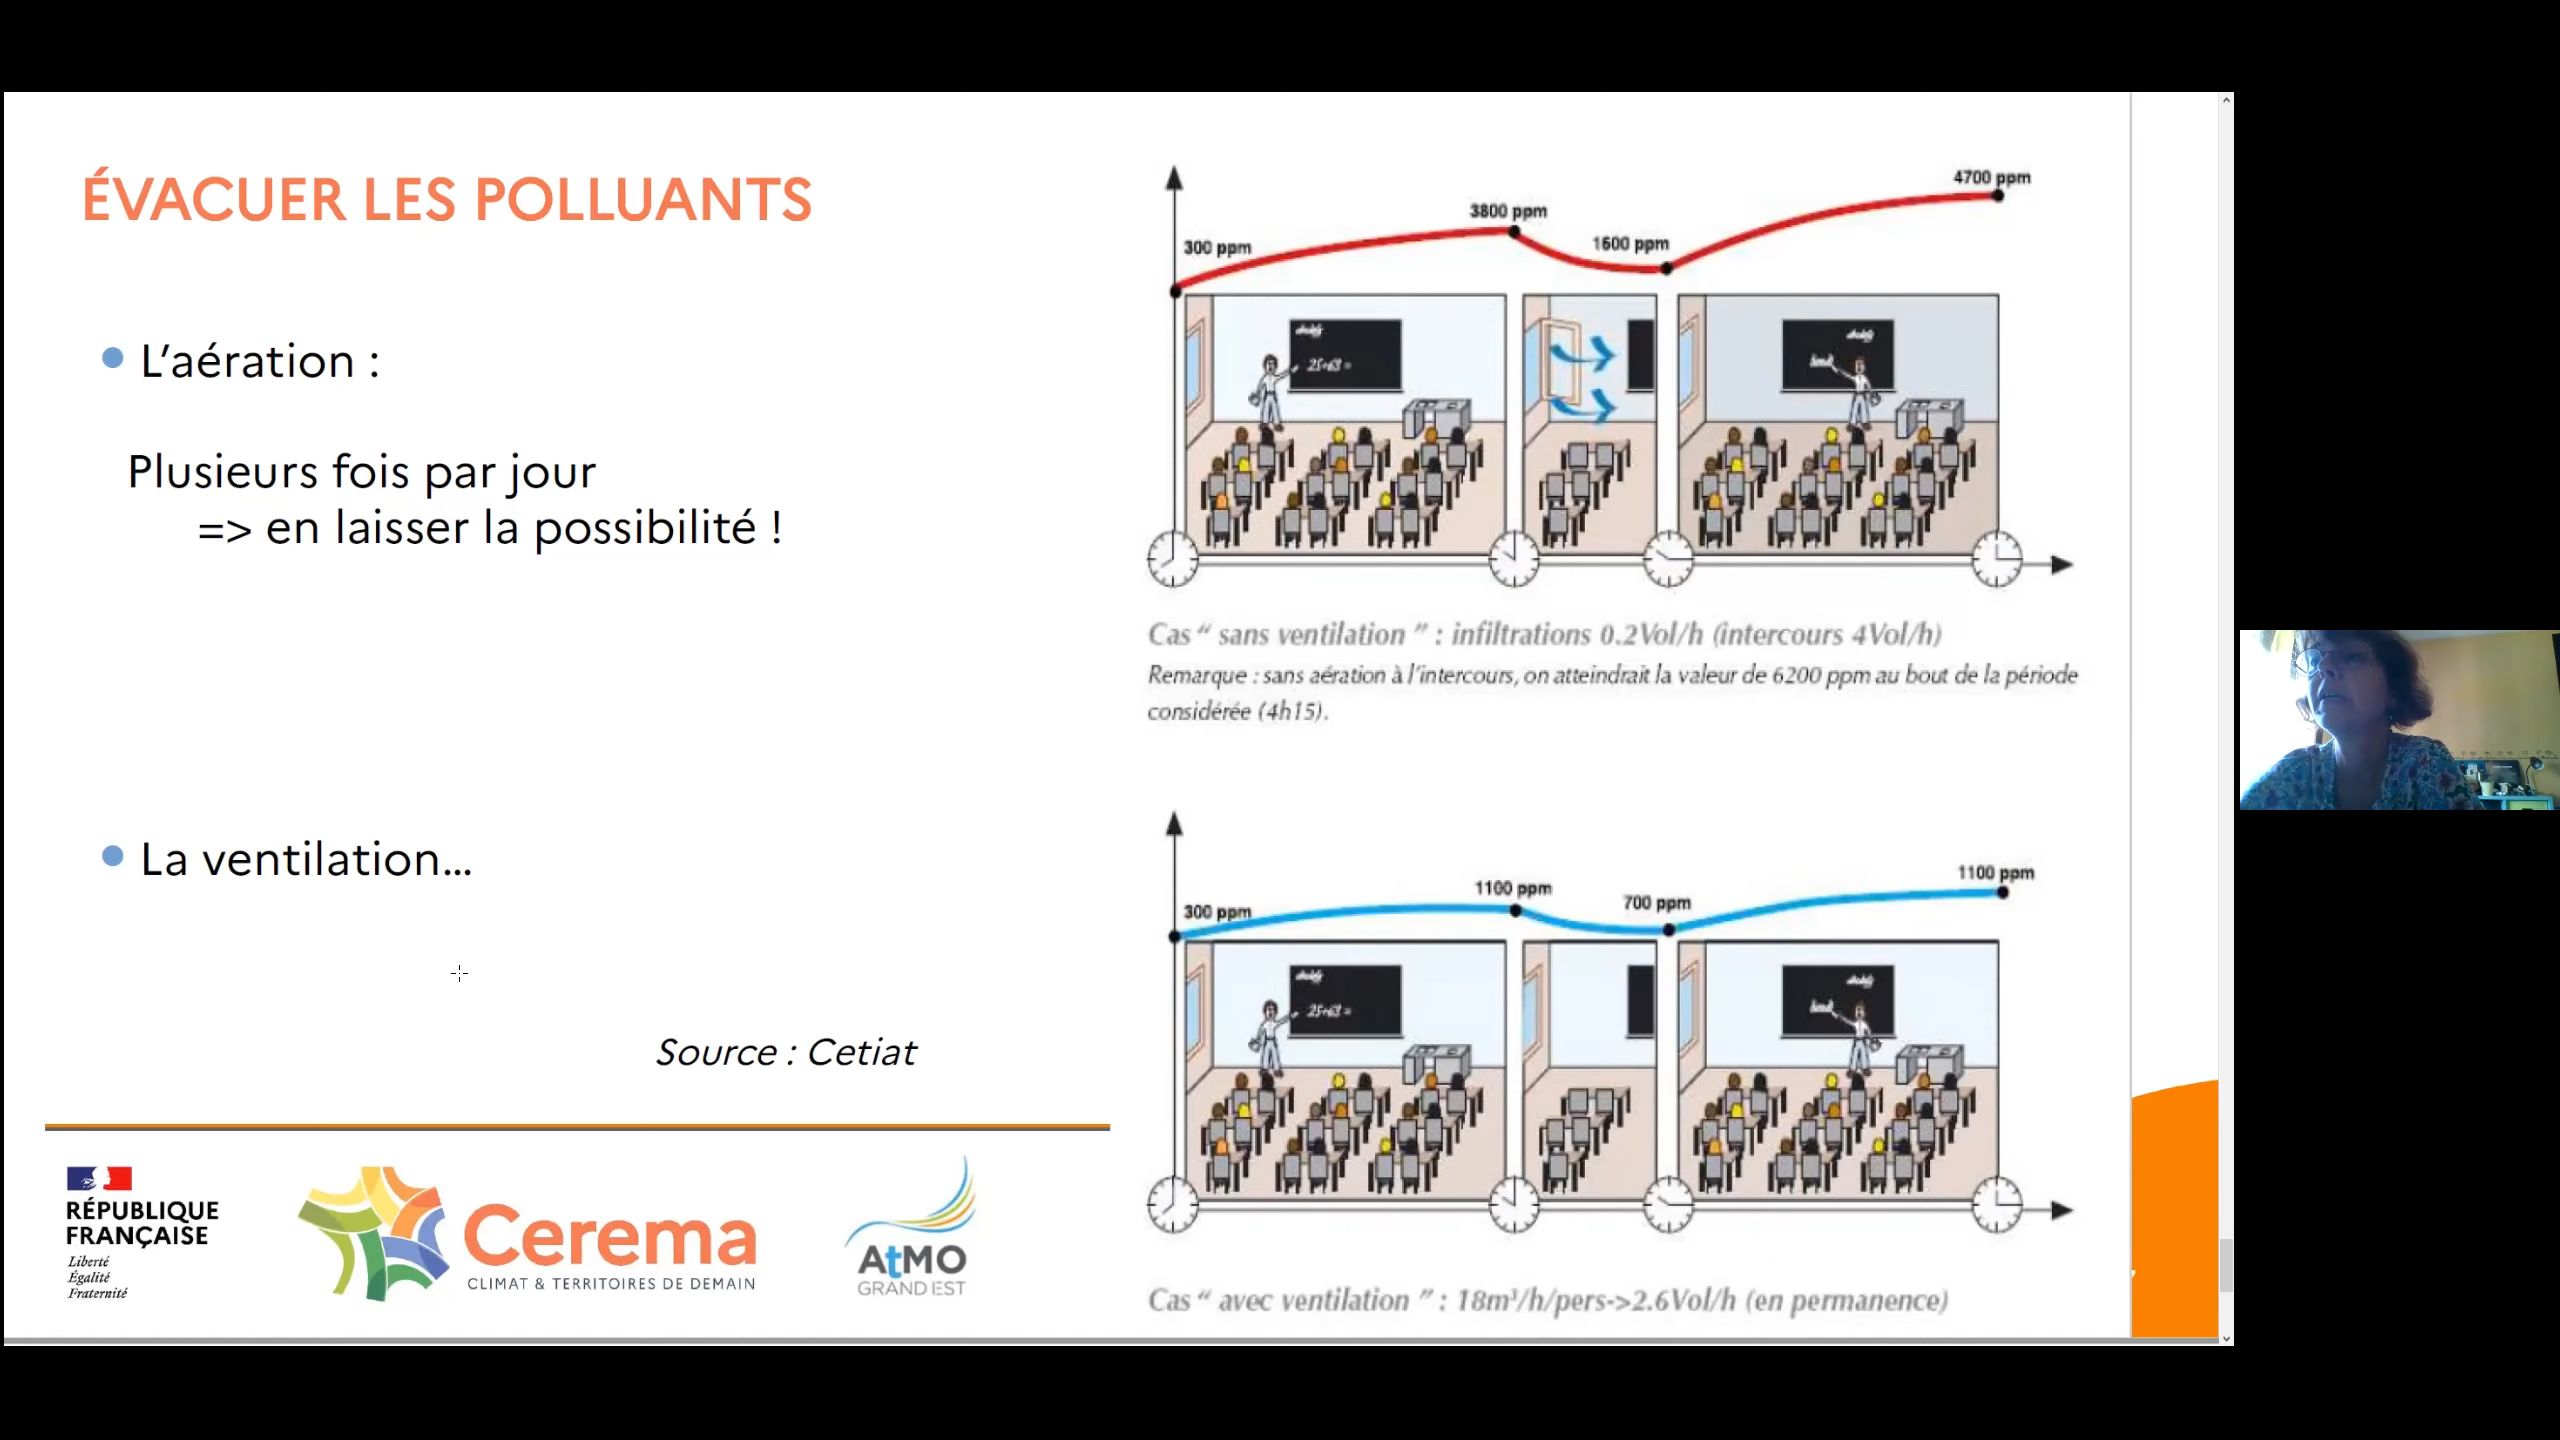 ÉVACUER LES POLLUANTS
L’aération :
Plusieurs fois par jour
=> en laisser la possibilité !
La ventilation...
Source : Cetiat
300 ppm
3800 ppm
1600 ppm
4700 ppm
25+63 =
Cas “ sans ventilation ” : infiltrations 0.2Vol/h (intercours 4Vol/h)
Remarque : sans aération à l’intercours, on atteindrait la valeur de 6200 ppm au bout de la période
considérée (4h15).
300 ppm
1100 ppm
700 ppm
1100 ppm
25+63 =
Cas “ avec ventilation ” : 18m³/h/pers->2.6Vol/h (en permanence)
RÉPUBLIQUE
FRANÇAISE
Liberté
Égalité
Fraternité
Cerema
CLIMAT & TERRITOIRES DE DEMAIN
AtMO
GRAND EST